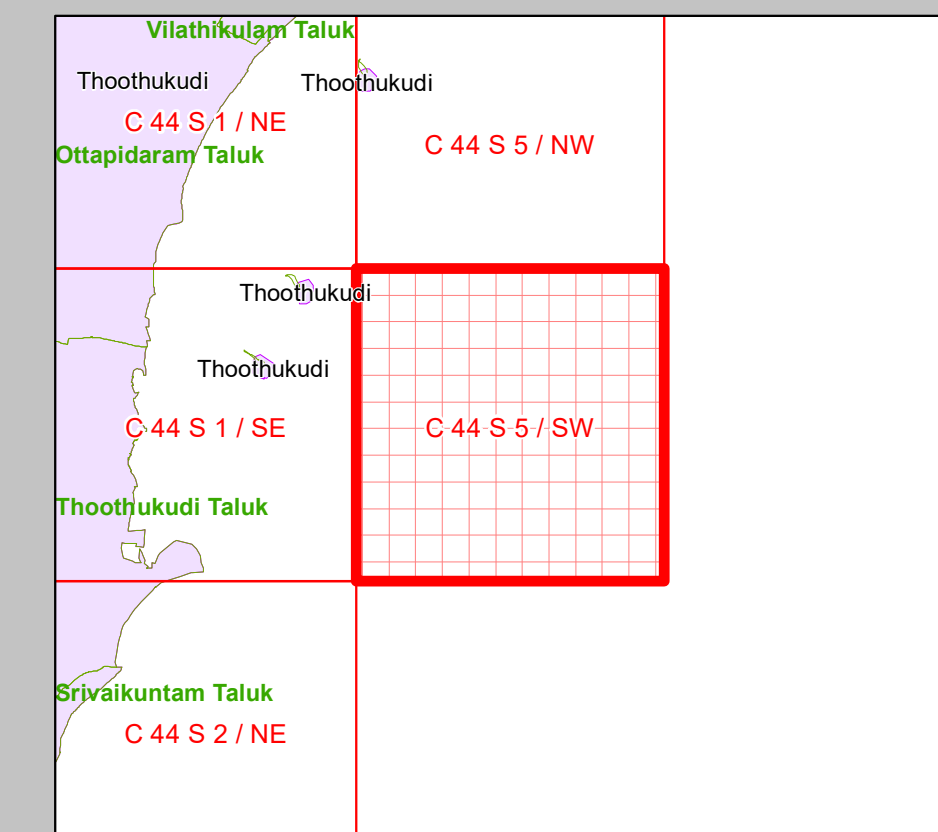 Vilathikulam Taluk
Thoothukudi
Thoothukudi
C 44 S 1 / NE
C 44 S 5 / NW
Ottapidaram Taluk
Thoothukudi
Thoothukudi
C 44 S 1 / SE
C 44 S 5 / SW
Thoothukudi Taluk
Srivaikuntam Taluk
C 44 S 2 / NE